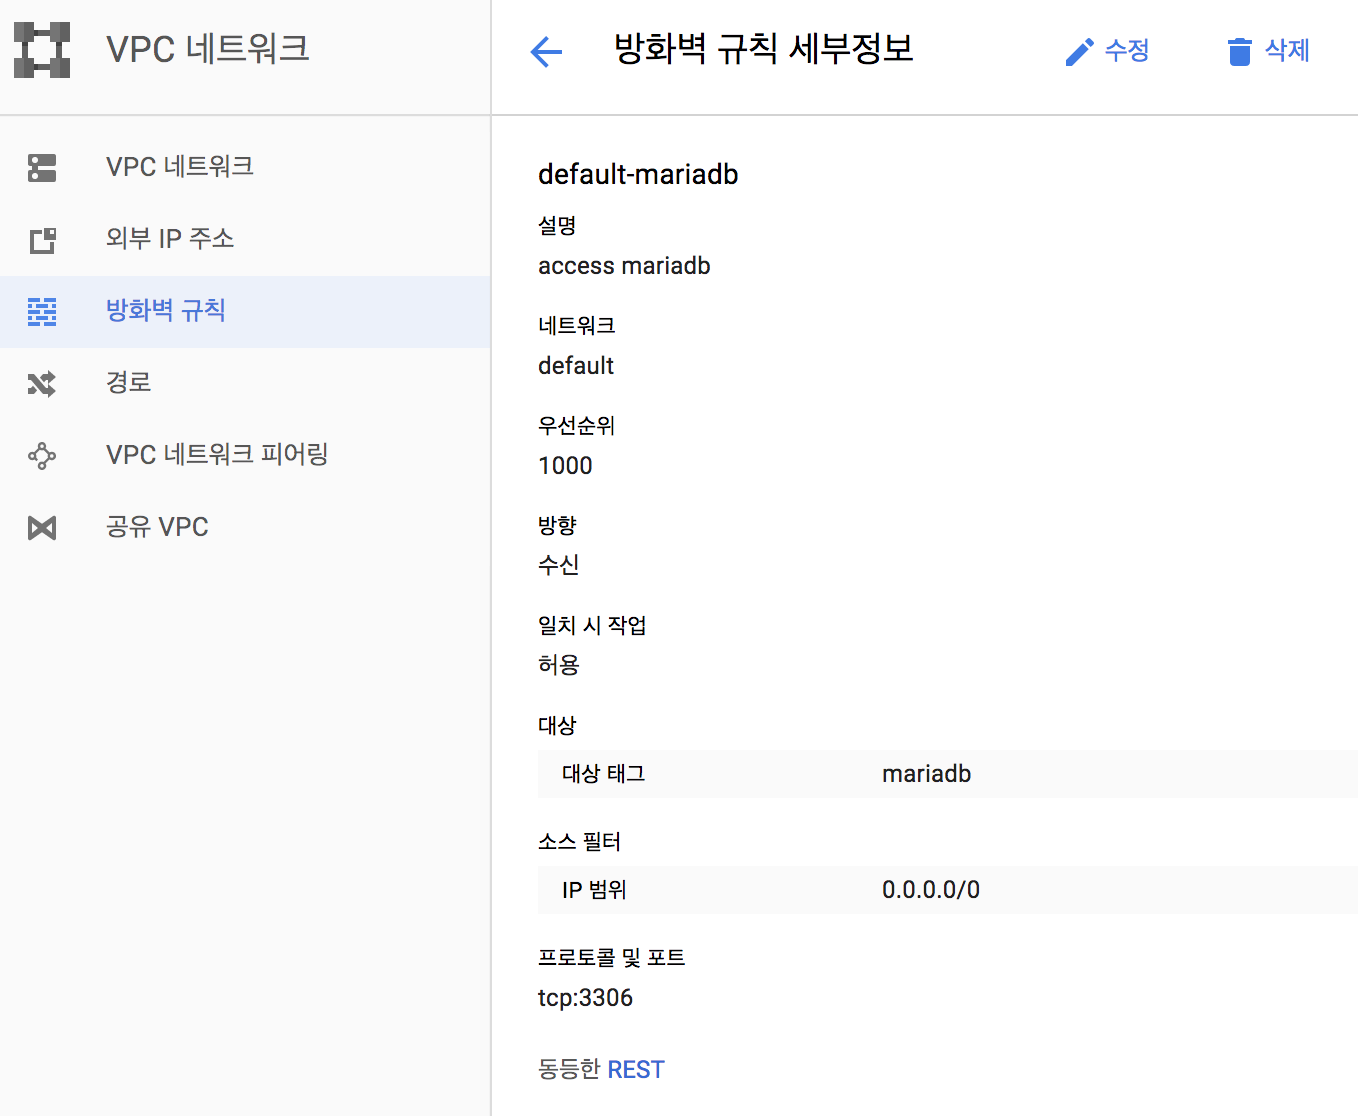 VPC 네트워크
VPC 네트워크
외부 IP 주소
방화벽 규칙
경로
VPC 네트워크 피어링
공유 VPC
방화벽 규칙 세부정보
수정
삭제
default-mariadb
설명
access mariadb
네트워크
default
우선순위
1000
방향
수신
일치 시 작업
허용
대상
대상 태그 mariadb
소스 필터
IP 범위 0.0.0.0/0
프로토콜 및 포트
tcp:3306
동등한 REST